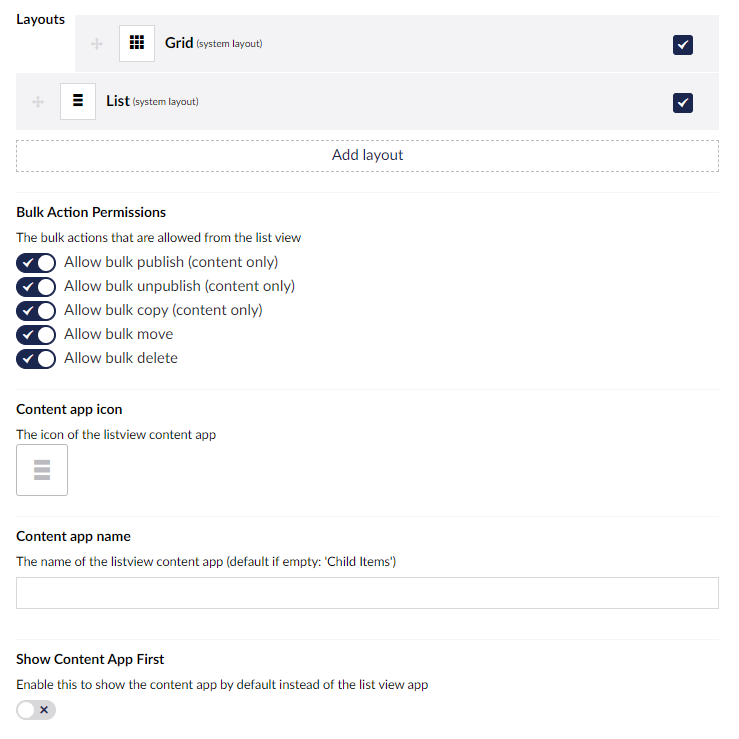 Layouts
Grid (system layout)
List (system layout)
Add layout
Bulk Action Permissions
The bulk actions that are allowed from the list view
Allow bulk publish (content only)
Allow bulk unpublish (content only)
Allow bulk copy (content only)
Allow bulk move
Allow bulk delete
Content app icon
The icon of the listview content app
Content app name
The name of the listview content app (default if empty: 'Child Items')
Show Content App First
Enable this to show the content app by default instead of the list view app